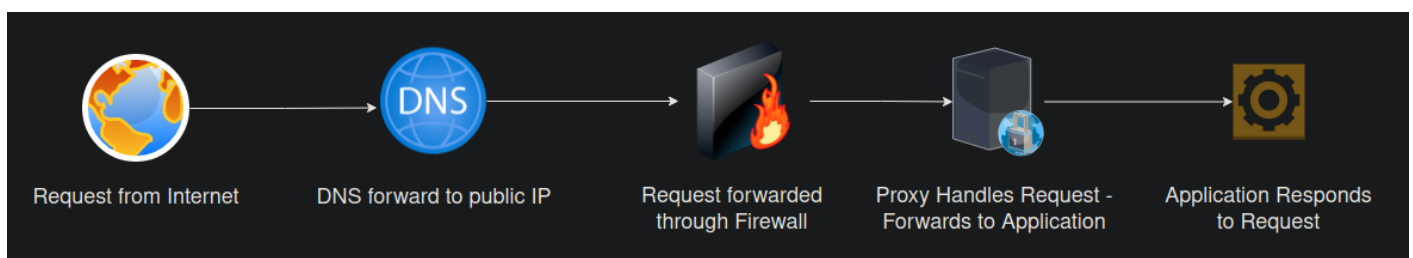 DNS
Request from Internet
DNS forward to public IP
Request forwarded
through Firewall
Proxy Handles Request -
Forwards to Application
Application Responds
to Request